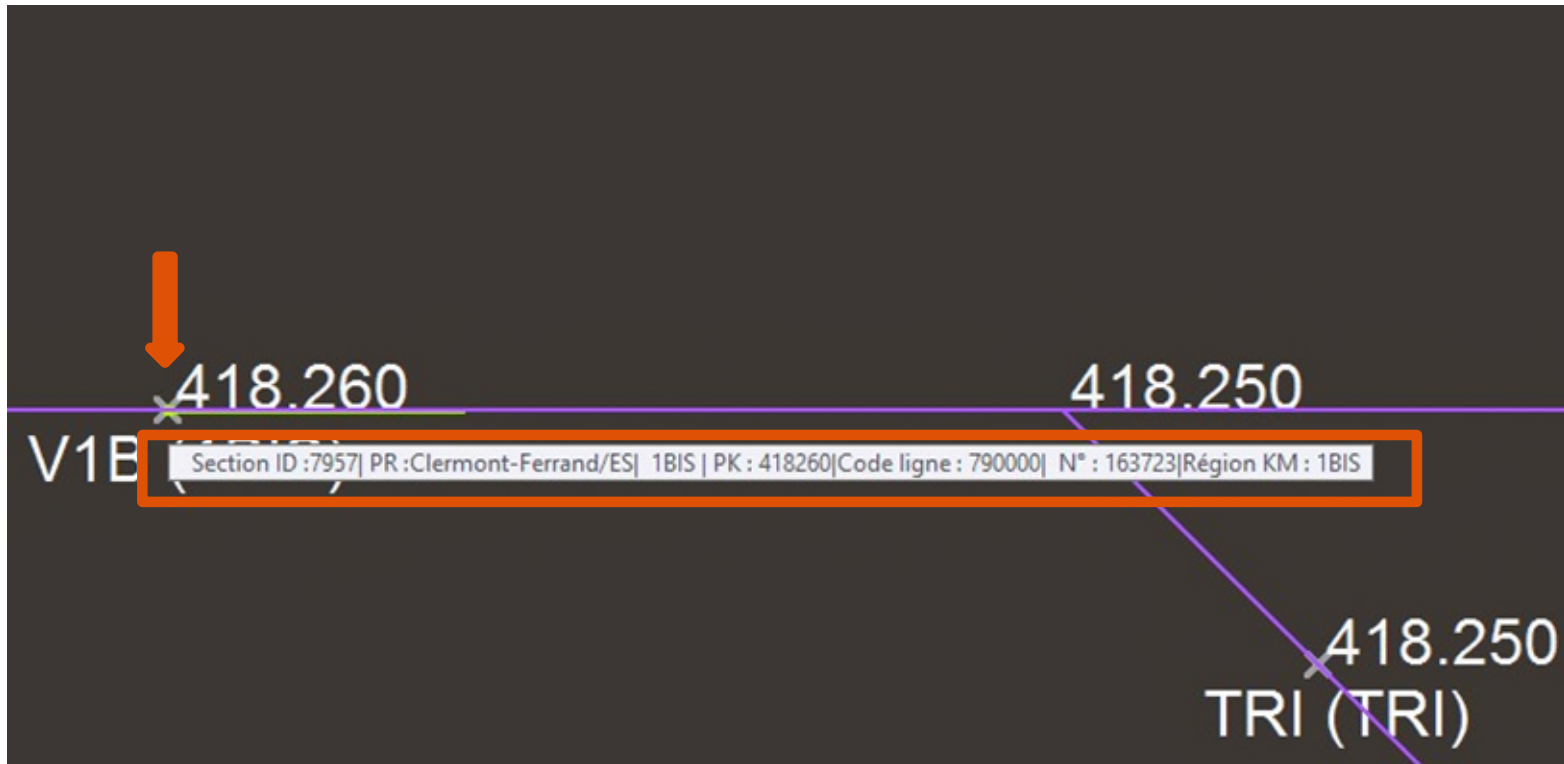 418.260
418.250
V1B
Section ID :7957| PR :Clermont-Ferrand/ES| 1BIS | PK : 418260|Code ligne : 790000| N° : 163723|Région KM : 1BIS
418.250
TRI (TRI)